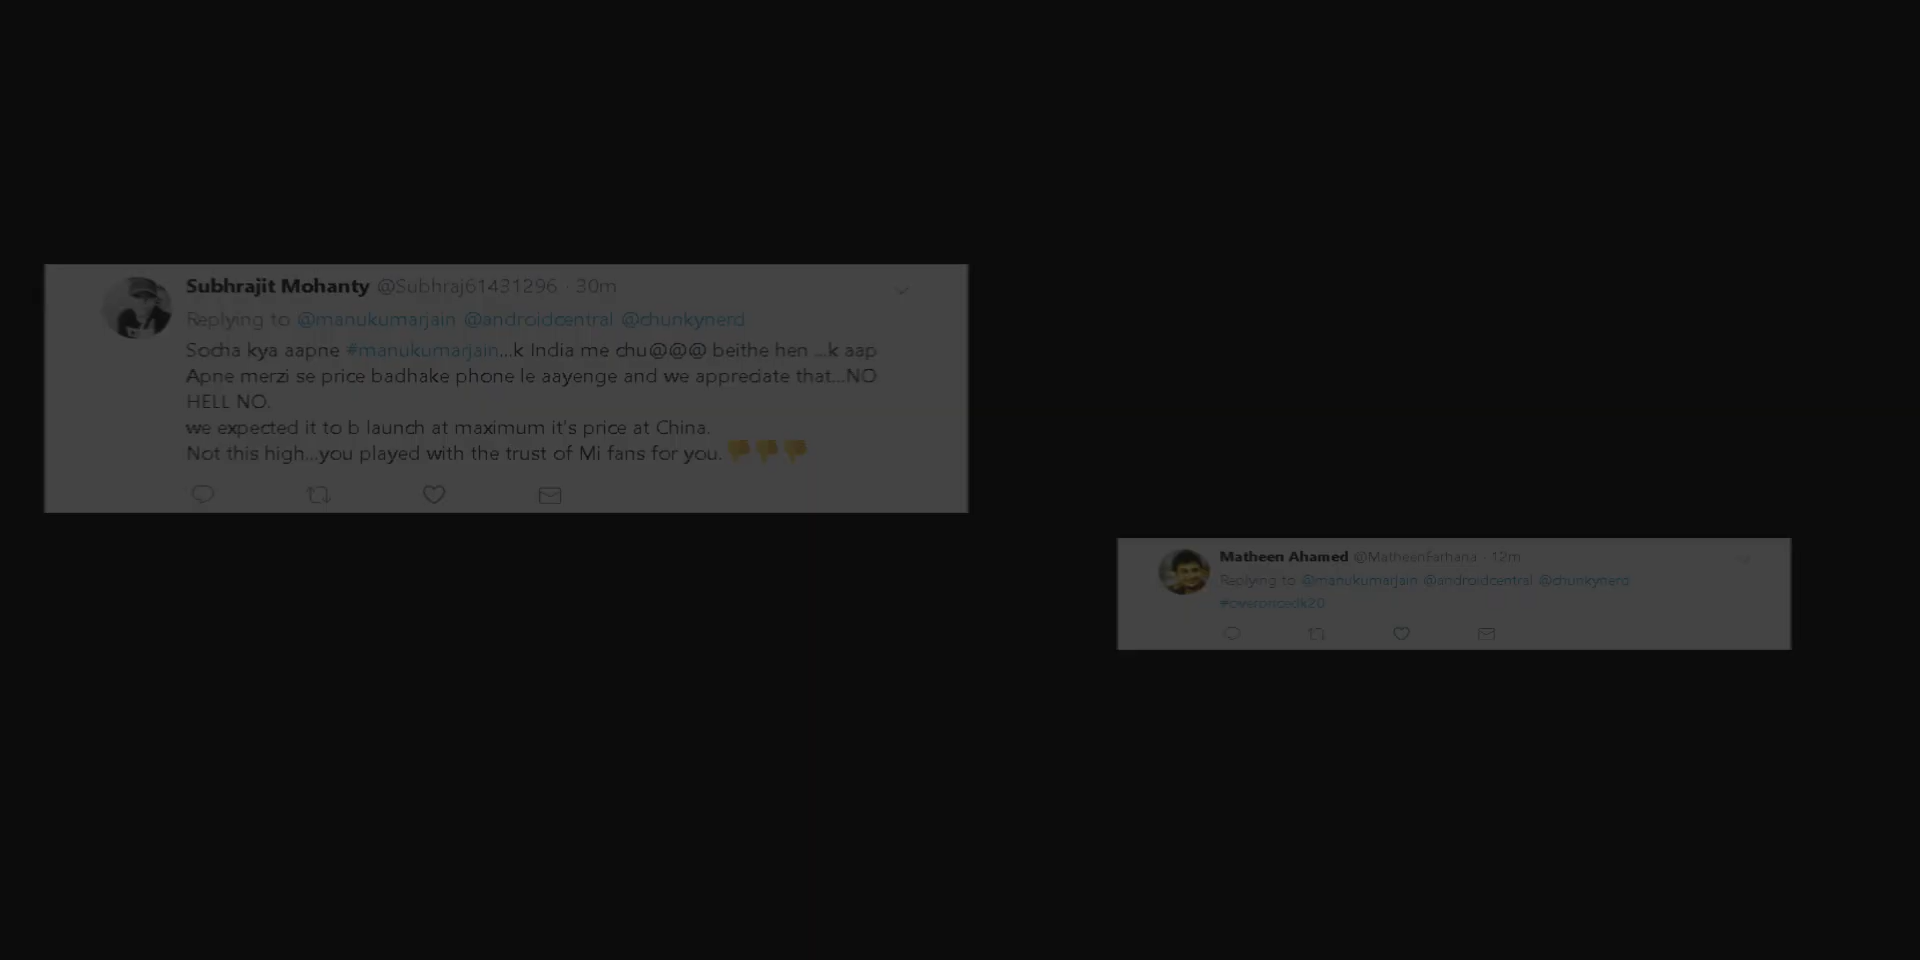 Subhrajit Mohanty @Subhraj61431296 · 30m
Replying to @manukumarjain @androidcentral @chunkynerd
Socha kya aapne #manukumarjain...k India me chu@@@ beithe hen ...k aap
Apne merzi se price badhake phone le aayenge and we appreciate that...NO
HELL NO.
we expected it to b launch at maximum it's price at China.
Not this high...you played with the trust of Mi fans for you. 👎👎👎
Matheen Ahamed @MatheenFarhana · 12m
Replying to @manukumarjain @androidcentral @chunkynerd
#overpricedk20